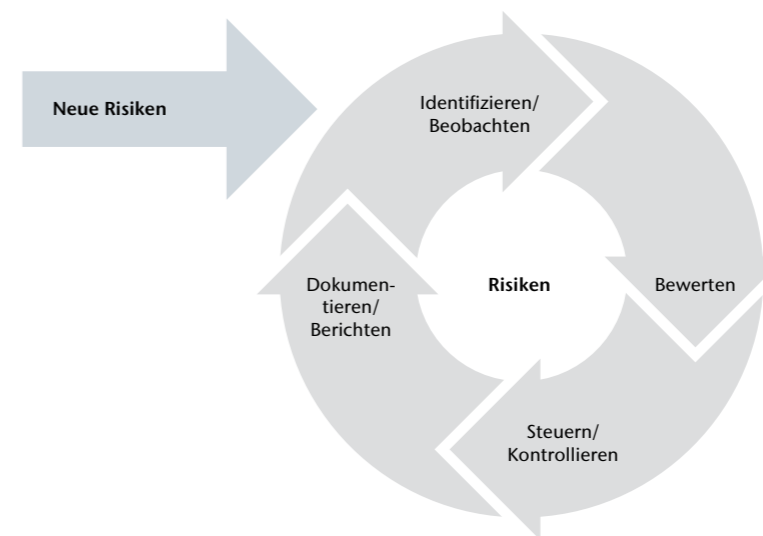 Neue Risiken
Identifizieren/
Beobachten
Bewerten
Steuern/
Kontrollieren
Dokumen-
tieren/
Berichten
Risiken